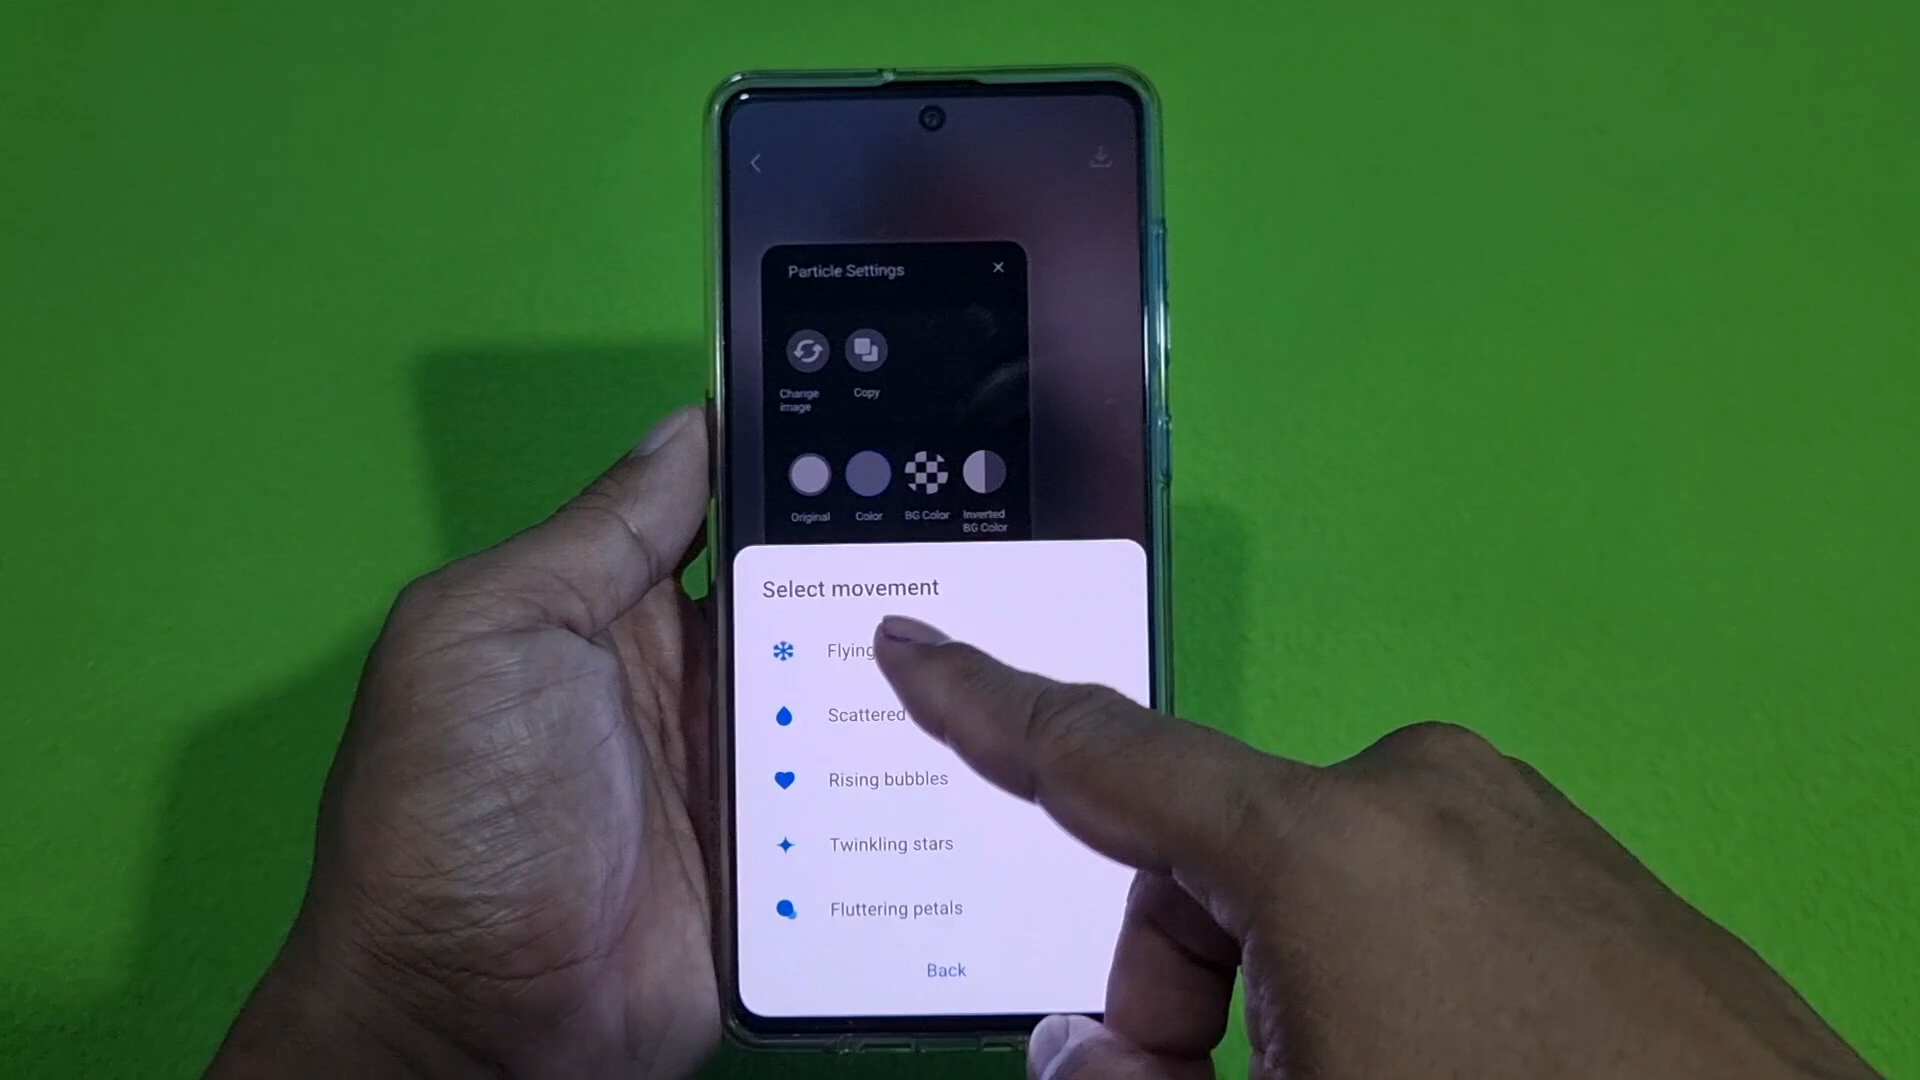 Particle Settings
Change
image
Copy
Original
Color
BG Color
Inverted
BG Color
Select movement
Flying
Scattered
Rising bubbles
Twinkling stars
Fluttering petals
Back